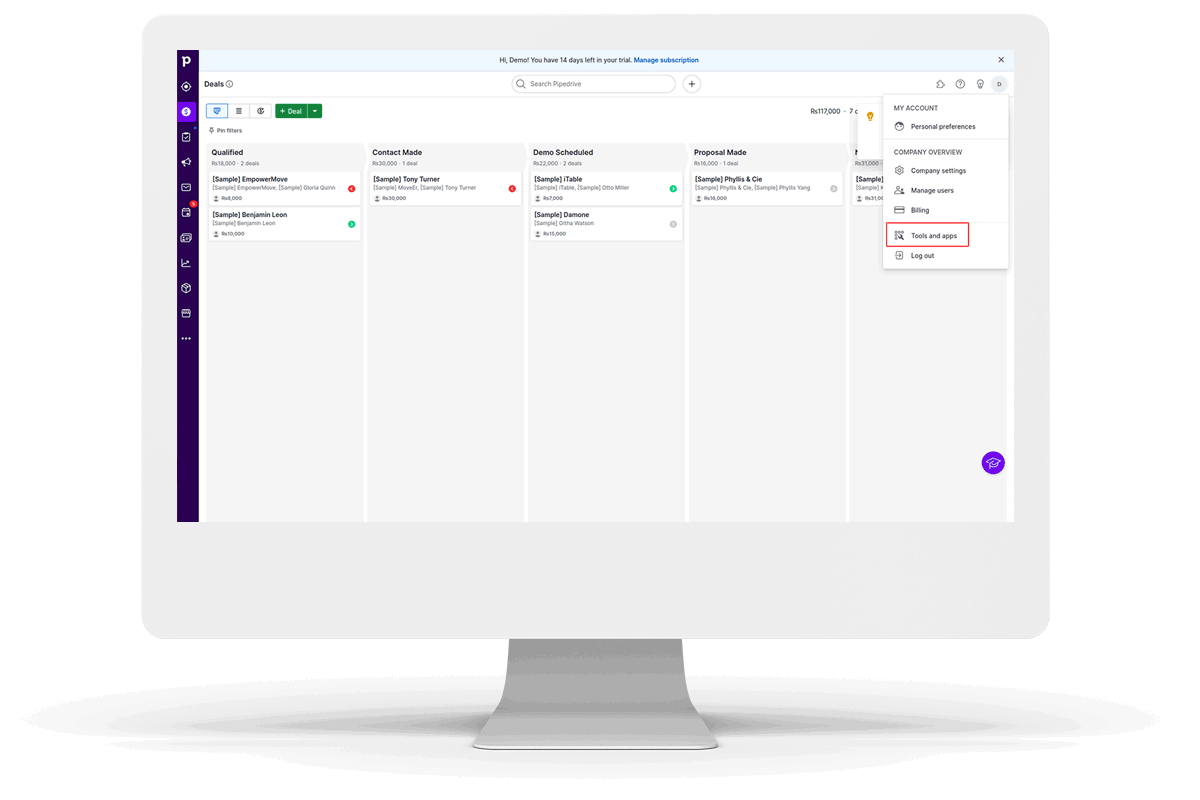 p
Hi, Demo! You have 14 days left in your trial. Manage subscription
Deals
Search Pipedrive
D
+ Deal
Rs117,000 · 7
Pin filters
Qualified
Rs18,000 · 2 deals
[Sample] EmpowerMove
[Sample] EmpowerMove, [Sample] Gloria Quinn
Rs8,000
[Sample] Benjamin Leon
[Sample] Benjamin Leon
Rs10,000
Contact Made
Rs30,000 · 1 deal
[Sample] Tony Turner
[Sample] MoveEr, [Sample] Tony Turner
Rs30,000
Demo Scheduled
Rs22,000 · 2 deals
[Sample] iTable
[Sample] iTable, [Sample] Otto Miller
Rs7,000
[Sample] Damone
[Sample] Githa Watson
Rs15,000
Proposal Made
Rs16,000 · 1 deal
[Sample] Phyllis & Cie
[Sample] Phyllis & Cie, [Sample] Phyllis Yang
Rs16,000
Rs31,000
[Sample]
[Sample]
Rs31,00
MY ACCOUNT
Personal preferences
COMPANY OVERVIEW
Company settings
Manage users
Billing
Tools and apps
Log out